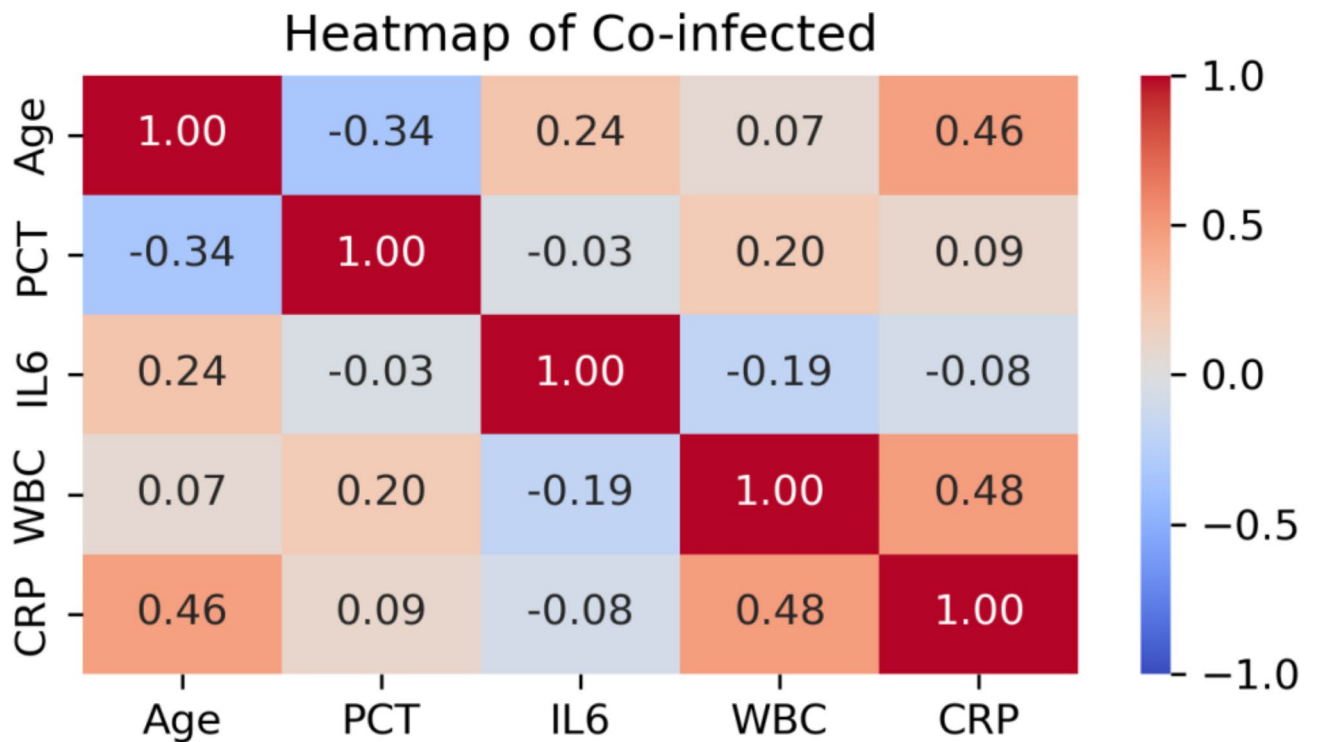 Heatmap of Co-infected
Age 1.00 -0.34 0.24 0.07 0.46
PCT -0.34 1.00 -0.03 0.20 0.09
IL6 0.24 -0.03 1.00 -0.19 -0.08
WBC 0.07 0.20 -0.19 1.00 0.48
CRP 0.46 0.09 -0.08 0.48 1.00
Age PCT IL6 WBC CRP
1.0
0.5
0.0
−0.5
−1.0